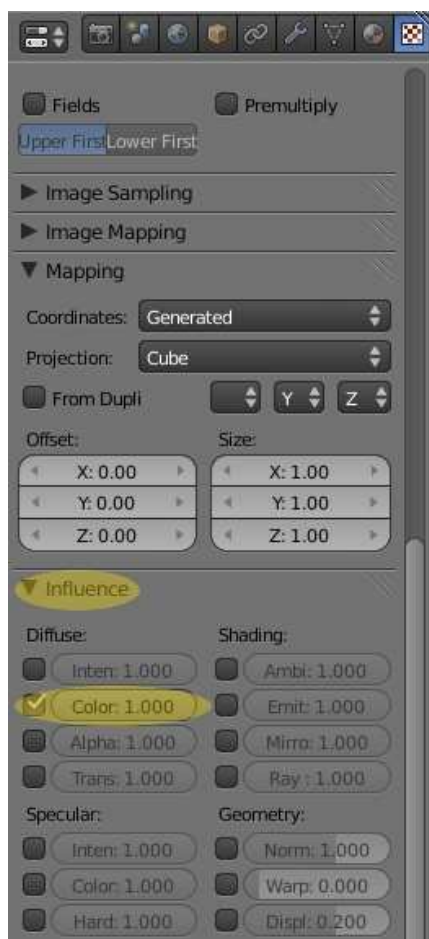 Fields Premultiply
Upper First Lower First
Image Sampling
Image Mapping
Mapping
Coordinates: Generated
Projection: Cube
From Dupli Y Z
Offset: Size:
X: 0.00 X: 1.00
Y: 0.00 Y: 1.00
Z: 0.00 Z: 1.00
Influence
Diffuse: Shading:
Inten: 1.000 Ambi: 1.000
Color: 1.000 Emit: 1.000
Alpha: 1.000 Mirro: 1.000
Trans: 1.000 Ray : 1.000
Specular: Geometry:
Inten: 1.000 Norm: 1.000
Color: 1.000 Warp: 0.000
Hard: 1.000 Displ: 0.200